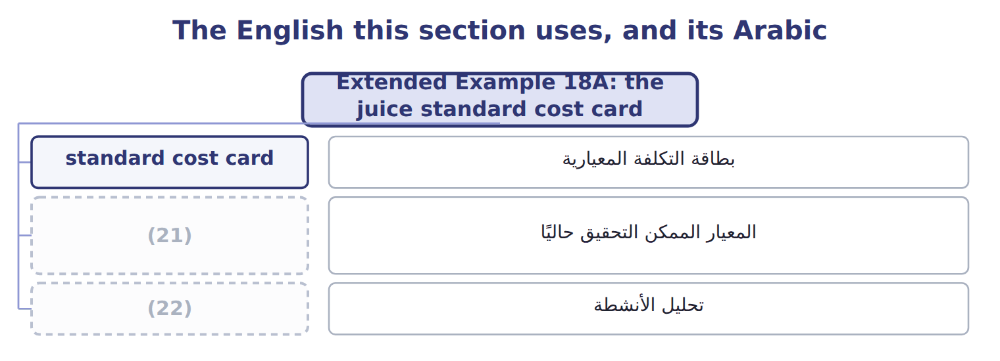 The English this section uses, and its Arabic
Extended Example 18A: the
juice standard cost card
standard cost card
بطاقة التكلفة المعيارية
(21)
المعيار الممكن التحقيق حاليًا
(22)
تحليل الأنشطة